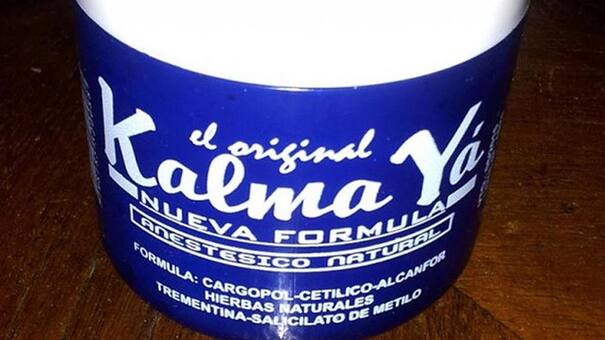 el original
Kalma Yá
NUEVA FORMULA
ANESTESICO NATURAL
FORMULA: CARGOPOL-CETILICO-ALCANFOR
HIERBAS NATURALES
TREMENTINA-SALICILATO DE METILO